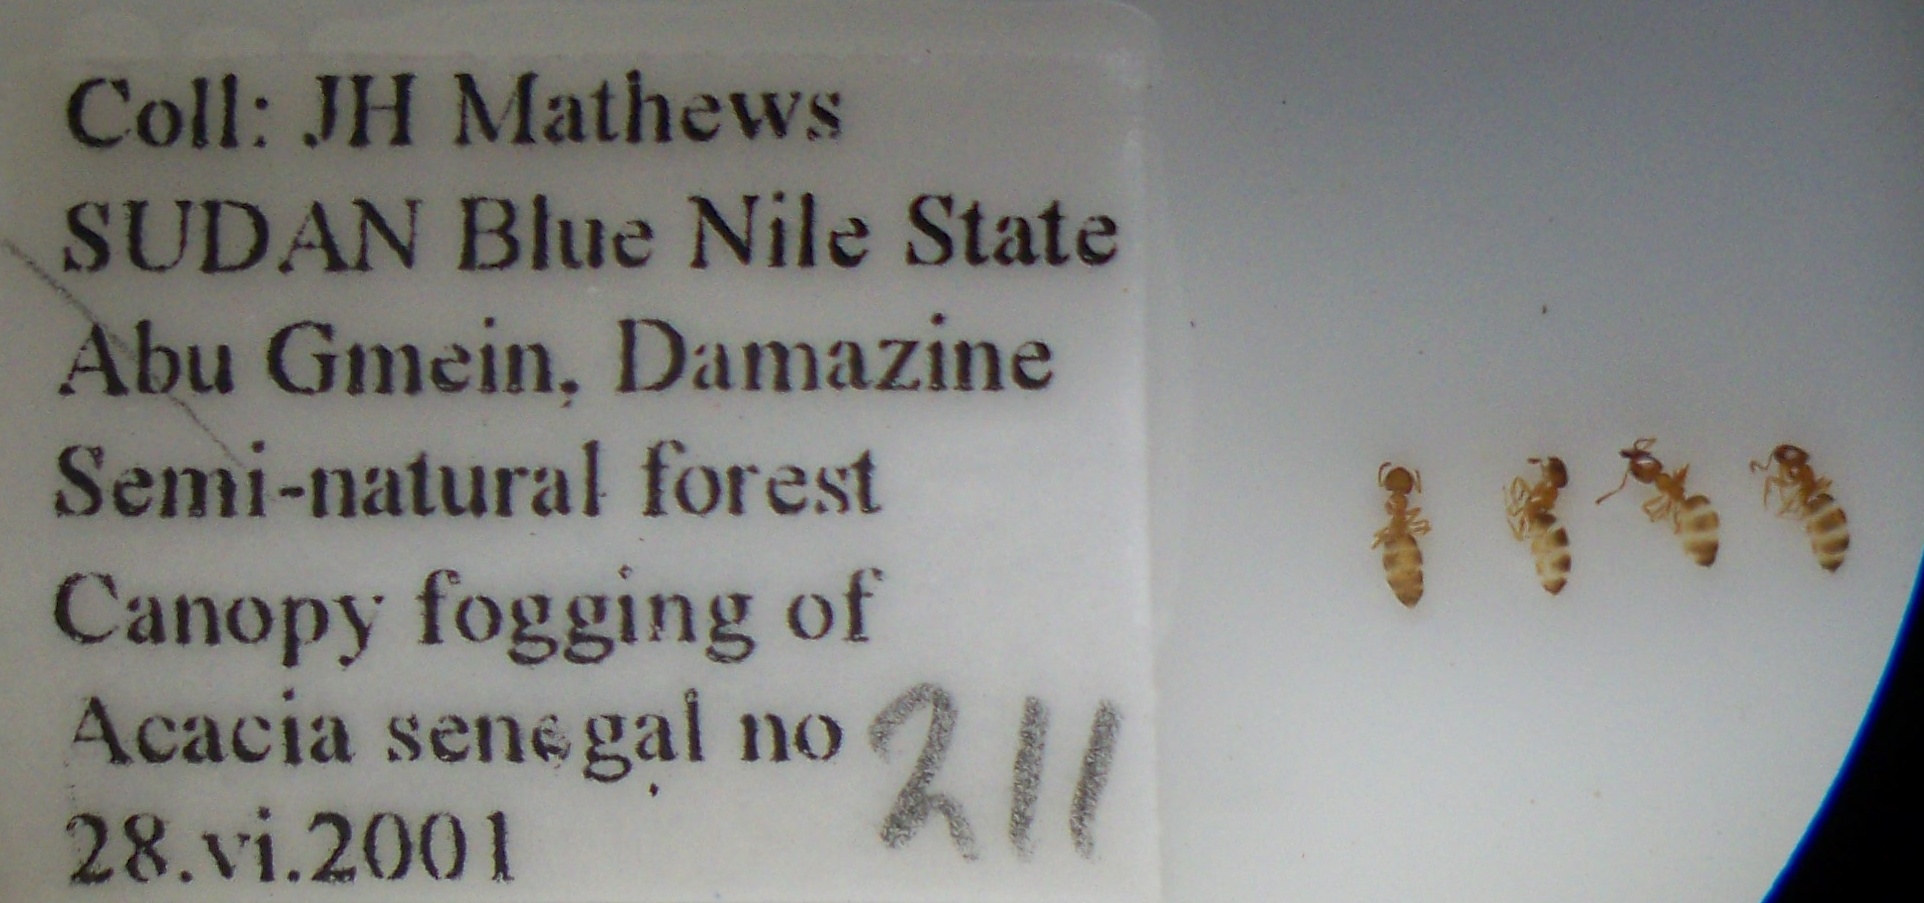 Coll: JH Mathews
SUDAN Blue Nile State
Abu Gmein, Damazine
Semi-natural forest
Canopy fogging of
Acacia senegal no 211
28.vi.2001